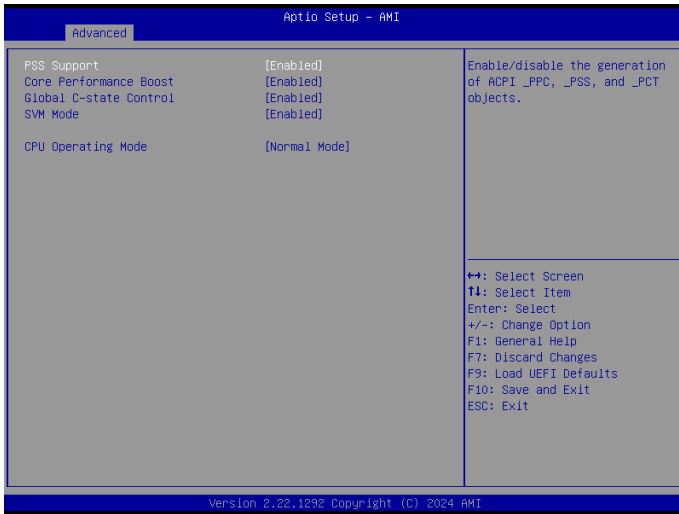 Aptio Setup – AMI
Advanced
PSS Support [Enabled]
Core Performance Boost [Enabled]
Global C-state Control [Enabled]
SVM Mode [Enabled]
CPU Operating Mode [Normal Mode]
Enable/disable the generation
of ACPI _PPC, _PSS, and _PCT
objects.
↔: Select Screen
↑↓: Select Item
Enter: Select
+/-: Change Option
F1: General Help
F7: Discard Changes
F9: Load UEFI Defaults
F10: Save and Exit
ESC: Exit
Version 2.22.1292 Copyright (C) 2024 AMI